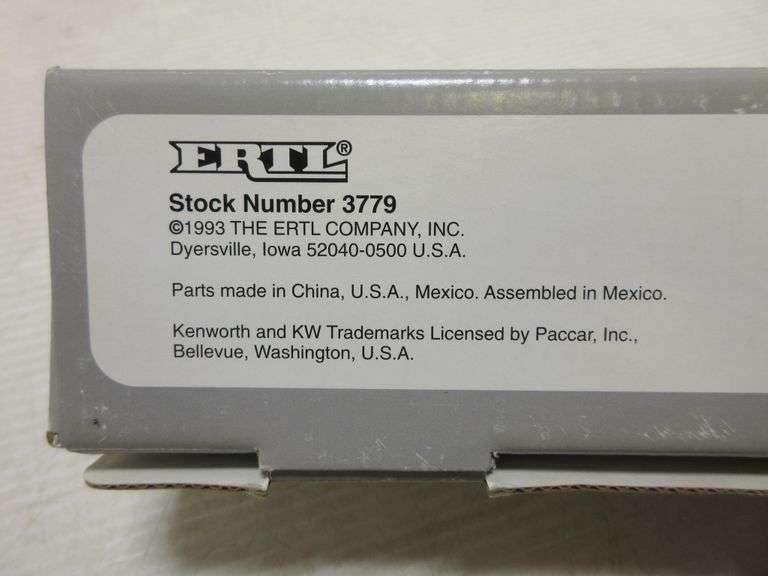 ERTL®
Stock Number 3779
©1993 THE ERTL COMPANY, INC.
Dyersville, Iowa 52040-0500 U.S.A.
Parts made in China, U.S.A., Mexico. Assembled in Mexico.
Kenworth and KW Trademarks Licensed by Paccar, Inc.,
Bellevue, Washington, U.S.A.